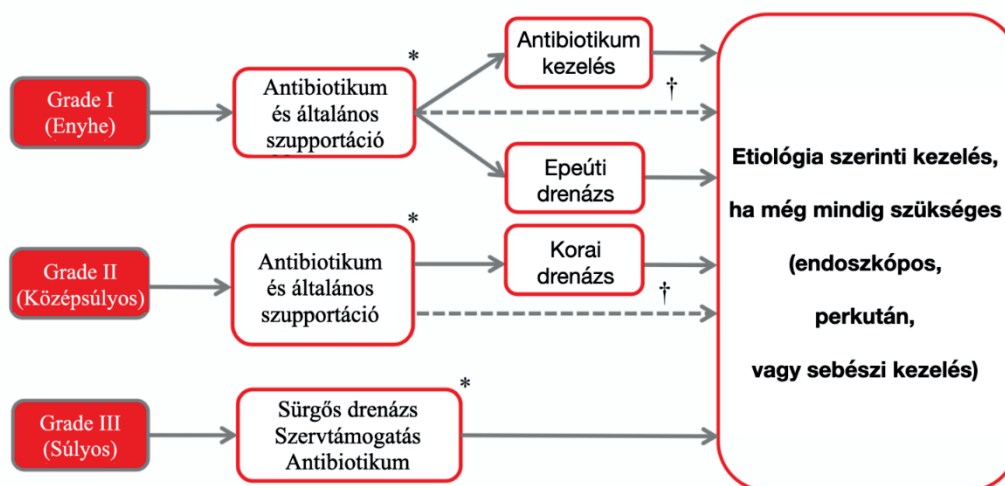 Grade I
(Enyhe)
Antibiotikum
és általános
szupportáció
*
Antibiotikum
kezelés
†
Epeúti
drenázs
Grade II
(Középsúlyos)
Antibiotikum
és általános
szupportáció
*
Korai
drenázs
†
Grade III
(Súlyos)
Sürgős drenázs
Szervtámogatás
Antibiotikum
*
Etiológia szerinti kezelés,
ha még mindig szükséges
(endoszkópos,
perkután,
vagy sebészi kezelés)